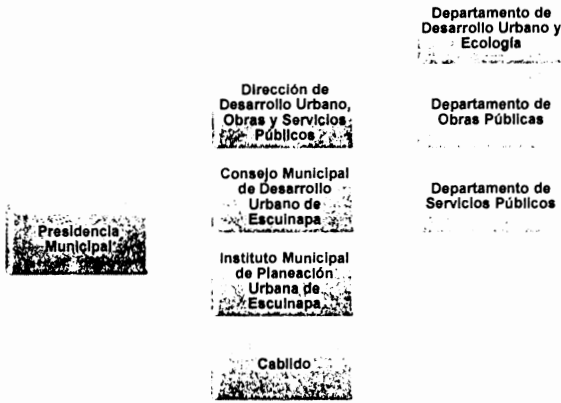 Departamento de
Desarrollo Urbano y
Ecología
Dirección de
Desarrollo Urbano,
Obras y Servicios
Públicos
Departamento de
Obras Públicas
Consejo Municipal
de Desarrollo
Urbano de
Escuinapa
Departamento de
Servicios Públicos
Presidencia
Municipal
Instituto Municipal
de Planeación
Urbana de
Escuinapa
Cabildo